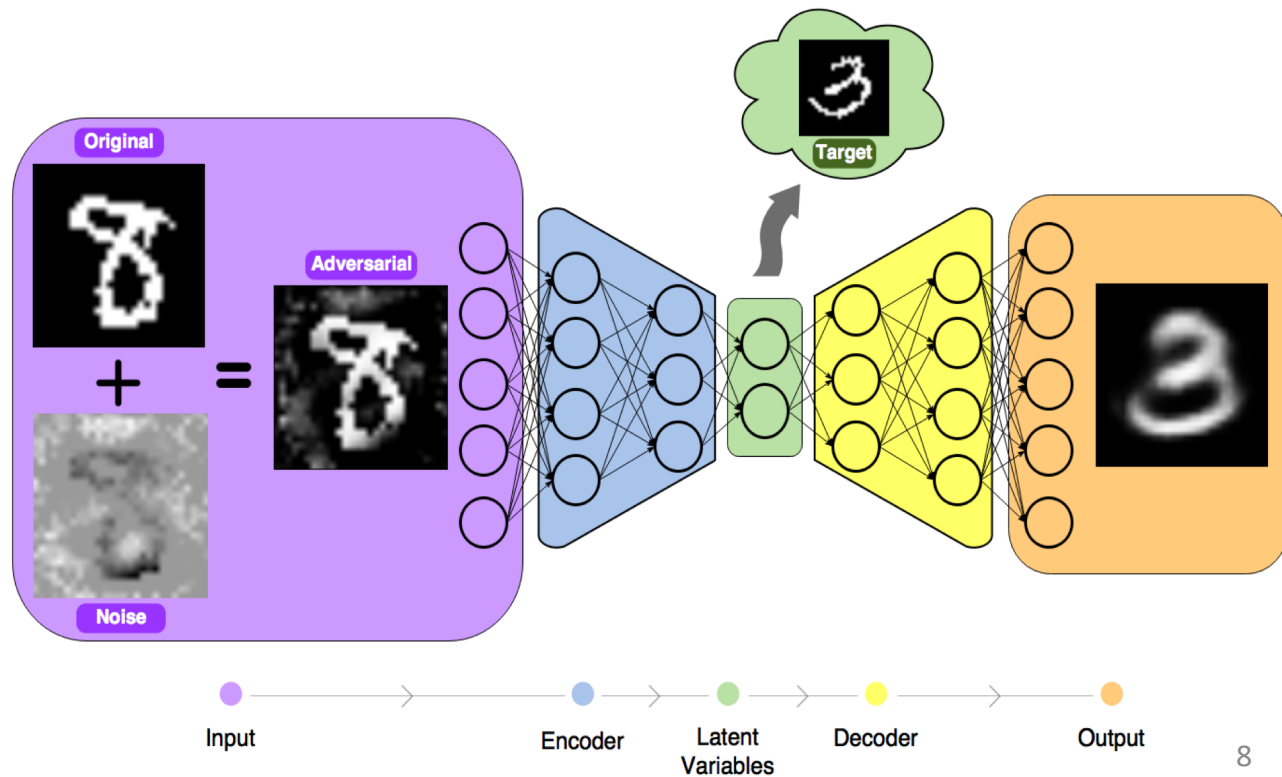 Target
Original
Adversarial
+
=
Noise
Input
Encoder
Latent
Variables
Decoder
Output
8